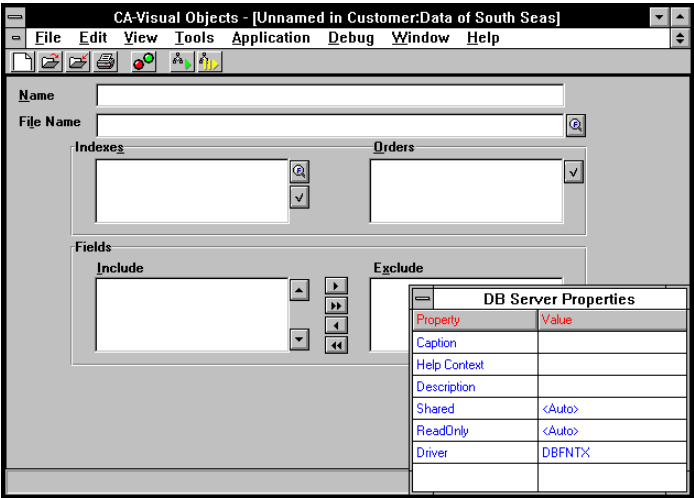 CA-Visual Objects - [Unnamed in Customer:Data of South Seas]
File Edit View Tools Application Debug Window Help
Name
File Name
Indexes Orders
Fields
Include Exclude
DB Server Properties
Property Value
Caption
Help Context
Description
Shared <Auto>
ReadOnly <Auto>
Driver DBFNTX